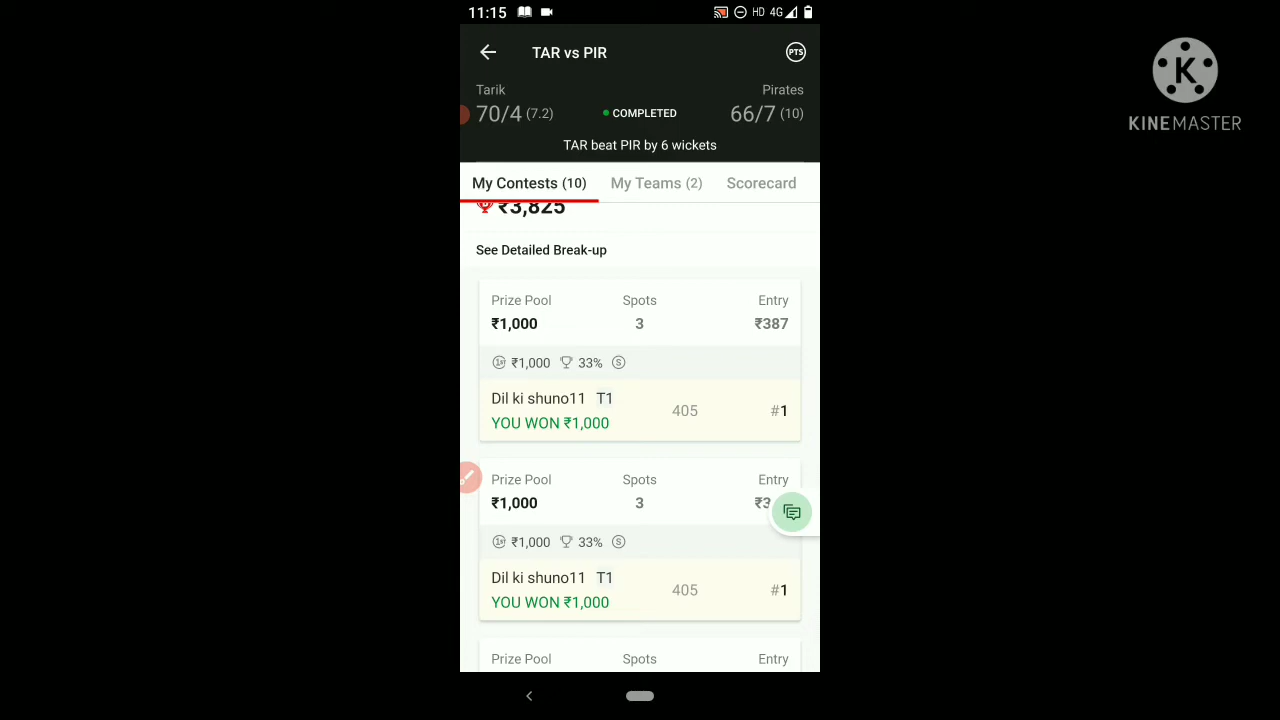 11:15 HD 4G
TAR vs PIR PTS
Tarik Pirates
70/4 (7.2) COMPLETED 66/7 (10)
TAR beat PIR by 6 wickets
My Contests (10) My Teams (2) Scorecard
₹3,825
See Detailed Break-up
Prize Pool Spots Entry
₹1,000 3 ₹387
1st ₹1,000 33% S
Dil ki shuno11 T1 405 #1
YOU WON ₹1,000
Prize Pool Spots Entry
₹1,000 3 ₹3
1st ₹1,000 33% S
Dil ki shuno11 T1 405 #1
YOU WON ₹1,000
Prize Pool Spots Entry
K
KINEMASTER